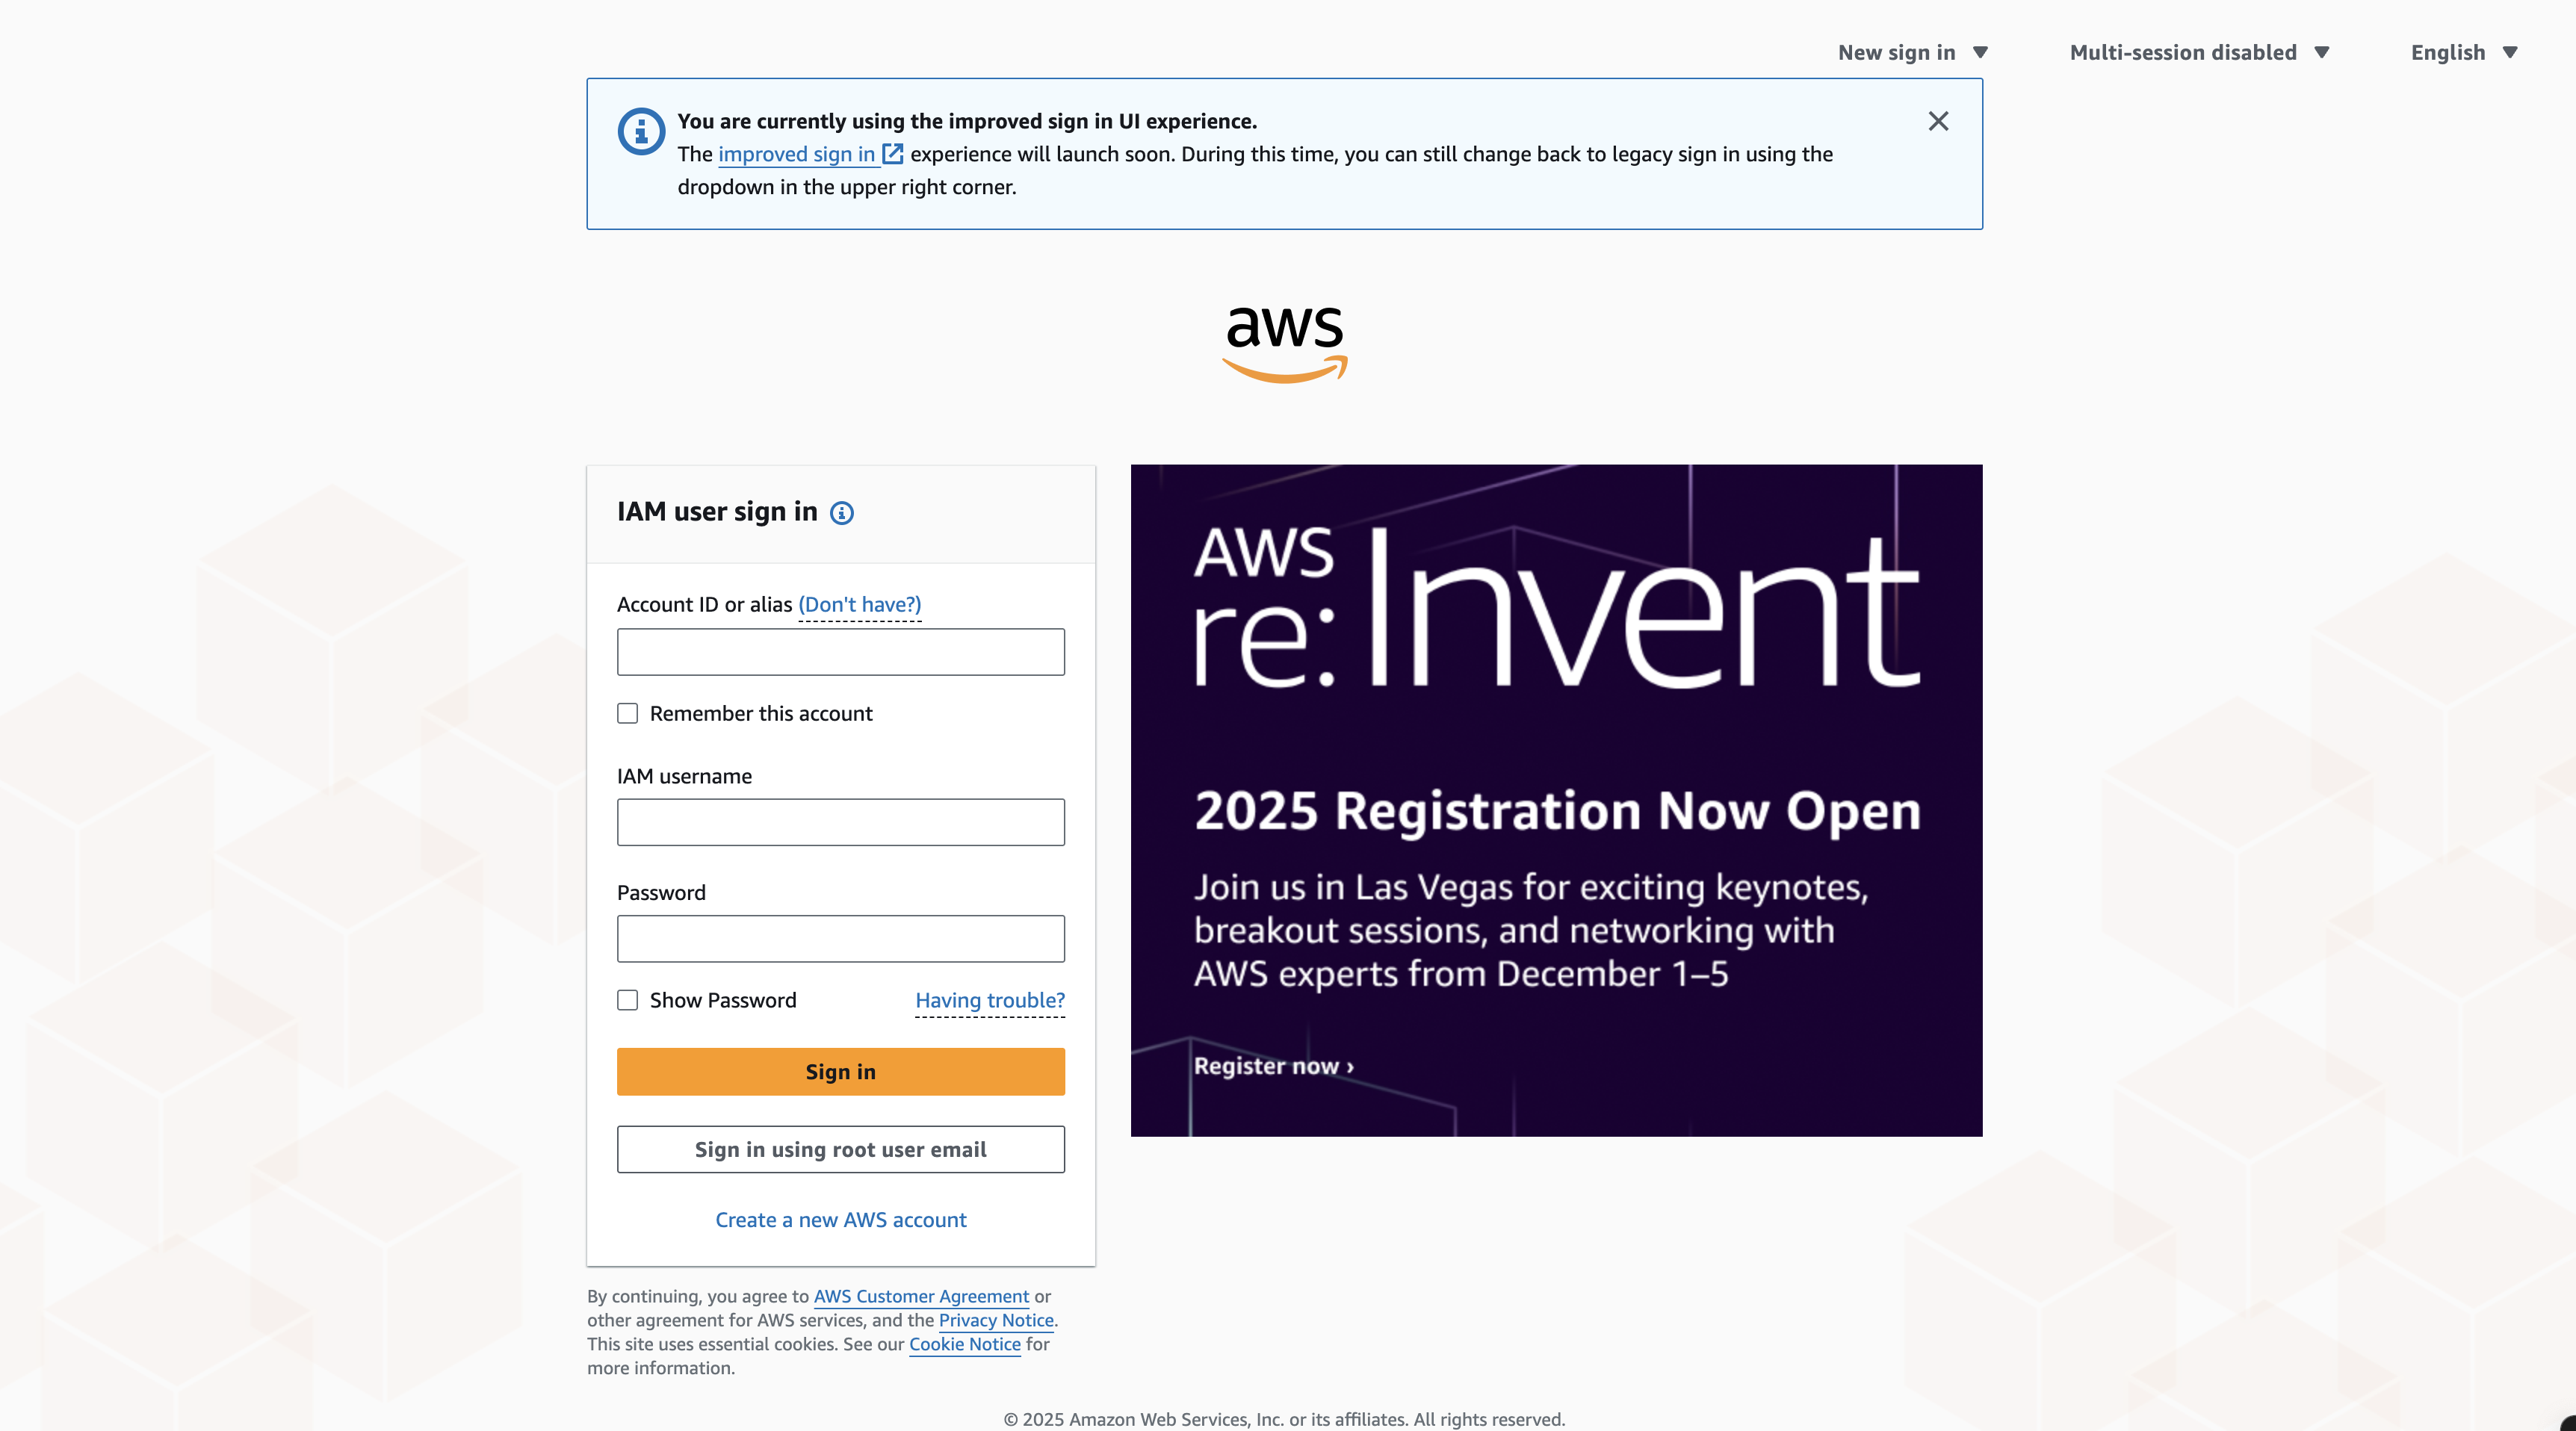 New sign in
Multi-session disabled
English
You are currently using the improved sign in UI experience.
The improved sign in experience will launch soon. During this time, you can still change back to legacy sign in using the
dropdown in the upper right corner.
aws
IAM user sign in
Account ID or alias (Don't have?)
Remember this account
IAM username
Password
Show Password
Having trouble?
Sign in
Sign in using root user email
Create a new AWS account
By continuing, you agree to AWS Customer Agreement or
other agreement for AWS services, and the Privacy Notice.
This site uses essential cookies. See our Cookie Notice for
more information.
AWS
re:Invent
2025 Registration Now Open
Join us in Las Vegas for exciting keynotes,
breakout sessions, and networking with
AWS experts from December 1–5
Register now ›
© 2025 Amazon Web Services, Inc. or its affiliates. All rights reserved.